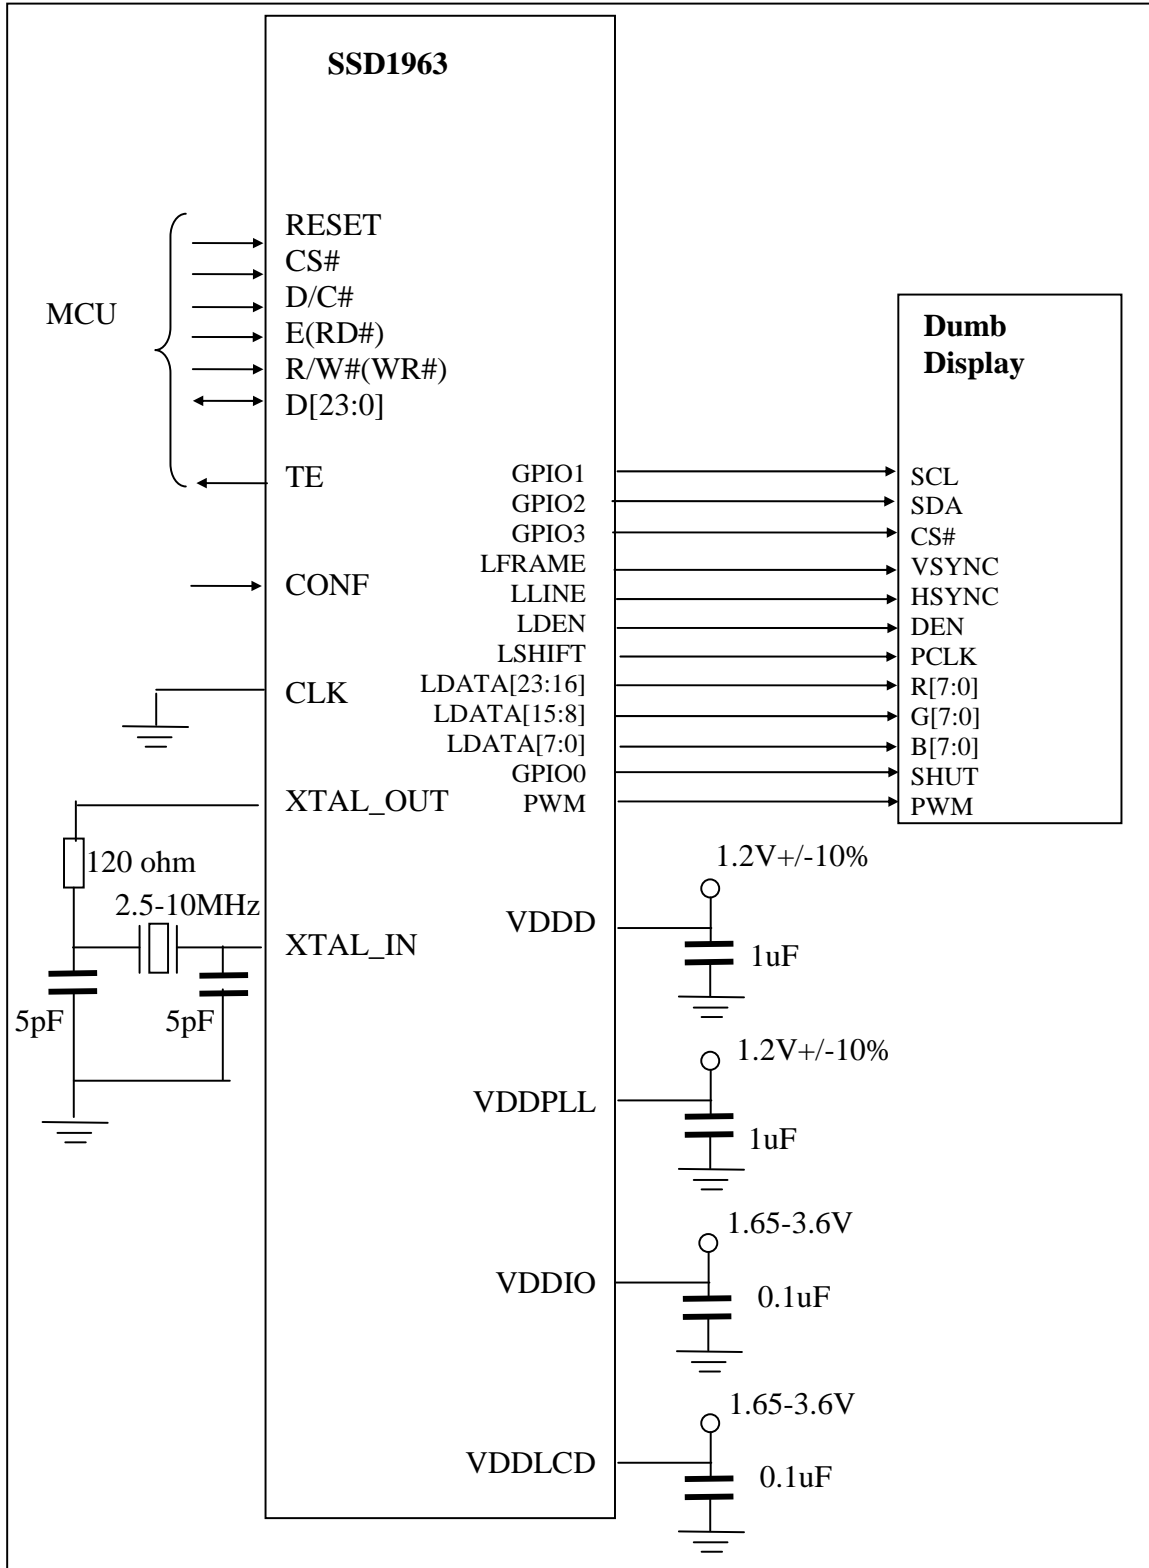 SSD1963
MCU
RESET
CS#
D/C#
E(RD#)
R/W#(WR#)
D[23:0]
TE
CONF
CLK
XTAL_OUT
XTAL_IN
120 ohm
2.5-10MHz
5pF
5pF
GPIO1
GPIO2
GPIO3
LFRAME
LLINE
LDEN
LSHIFT
LDATA[23:16]
LDATA[15:8]
LDATA[7:0]
GPIO0
PWM
Dumb
Display
SCL
SDA
CS#
VSYNC
HSYNC
DEN
PCLK
R[7:0]
G[7:0]
B[7:0]
SHUT
PWM
1.2V+/-10%
VDDD
1uF
1.2V+/-10%
VDDPLL
1uF
1.65-3.6V
VDDIO
0.1uF
1.65-3.6V
VDDLCD
0.1uF